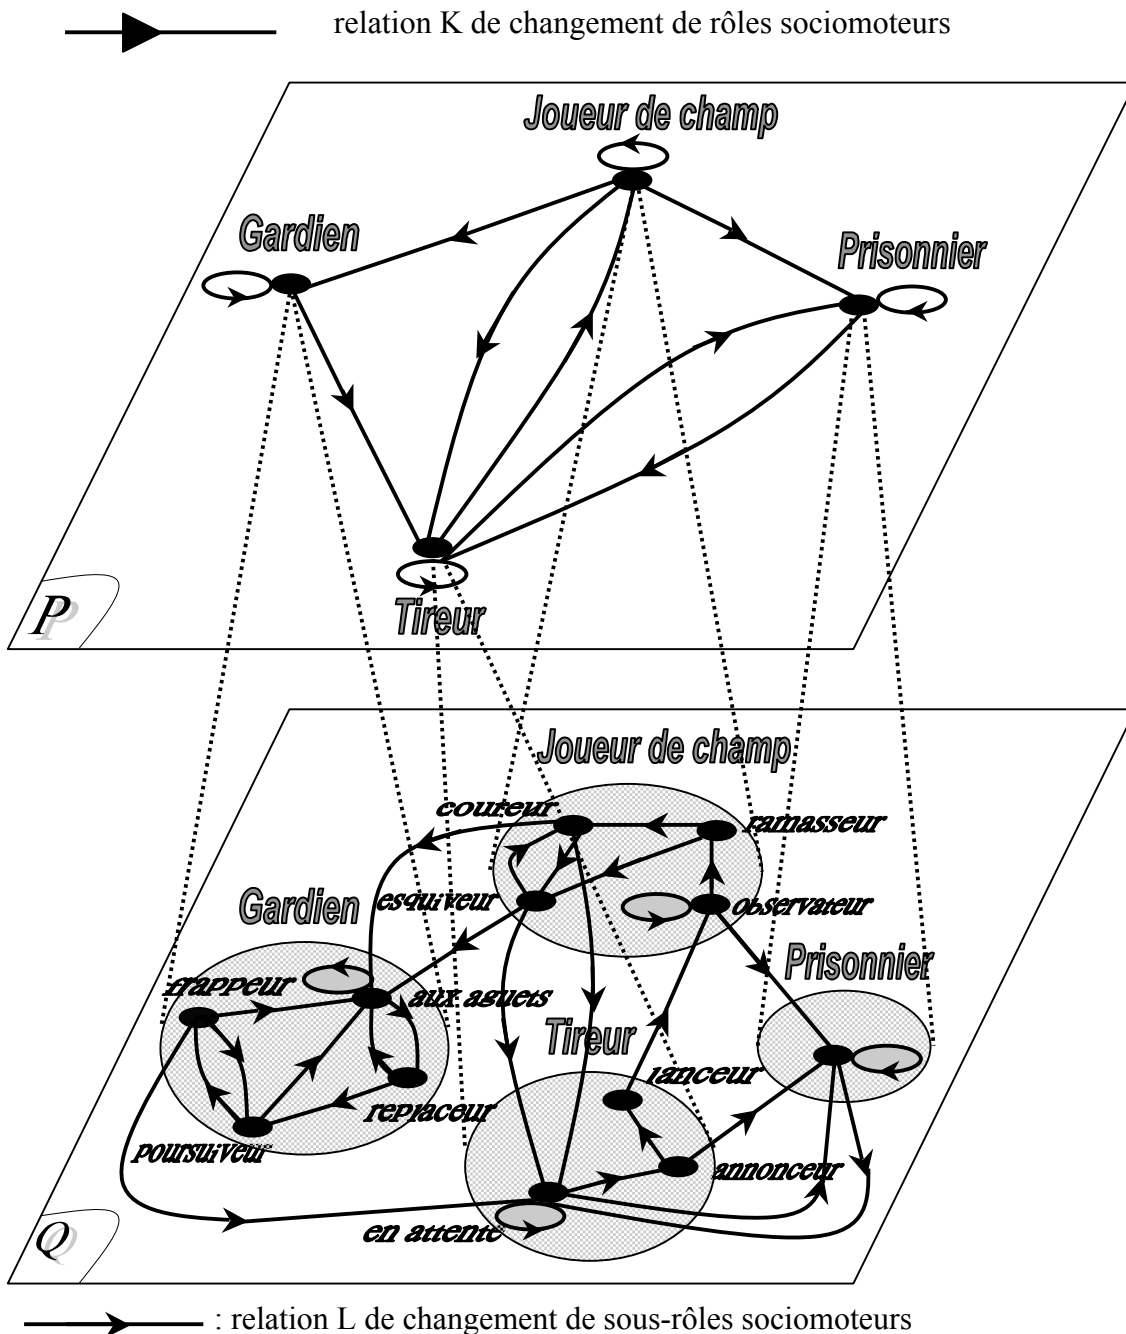 relation K de changement de rôles sociomoteurs
Joueur de champ
Gardien
Prisonnier
Tireur
P
Joueur de champ
coureur
ramasseur
esquiveur
observateur
Gardien
Prisonnier
frappeur
aux aguets
Tireur
lanceur
replaceur
poursuiveur
annonceur
en attente
Q
: relation L de changement de sous-rôles sociomoteurs